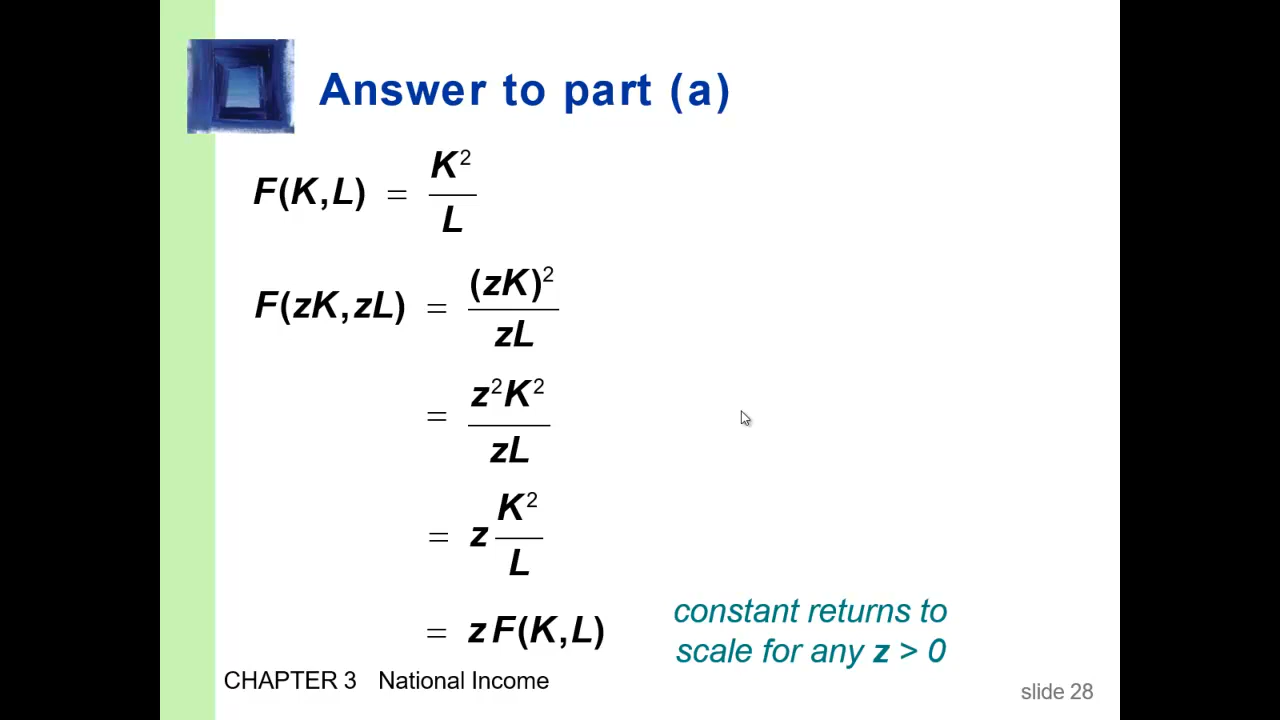 Answer to part (a)
F(K,L) = K²/L
F(zK,zL) = (zK)²/zL
= z²K²/zL
= z K²/L
= z F(K,L)
constant returns to
scale for any z > 0
CHAPTER 3 National Income
slide 28